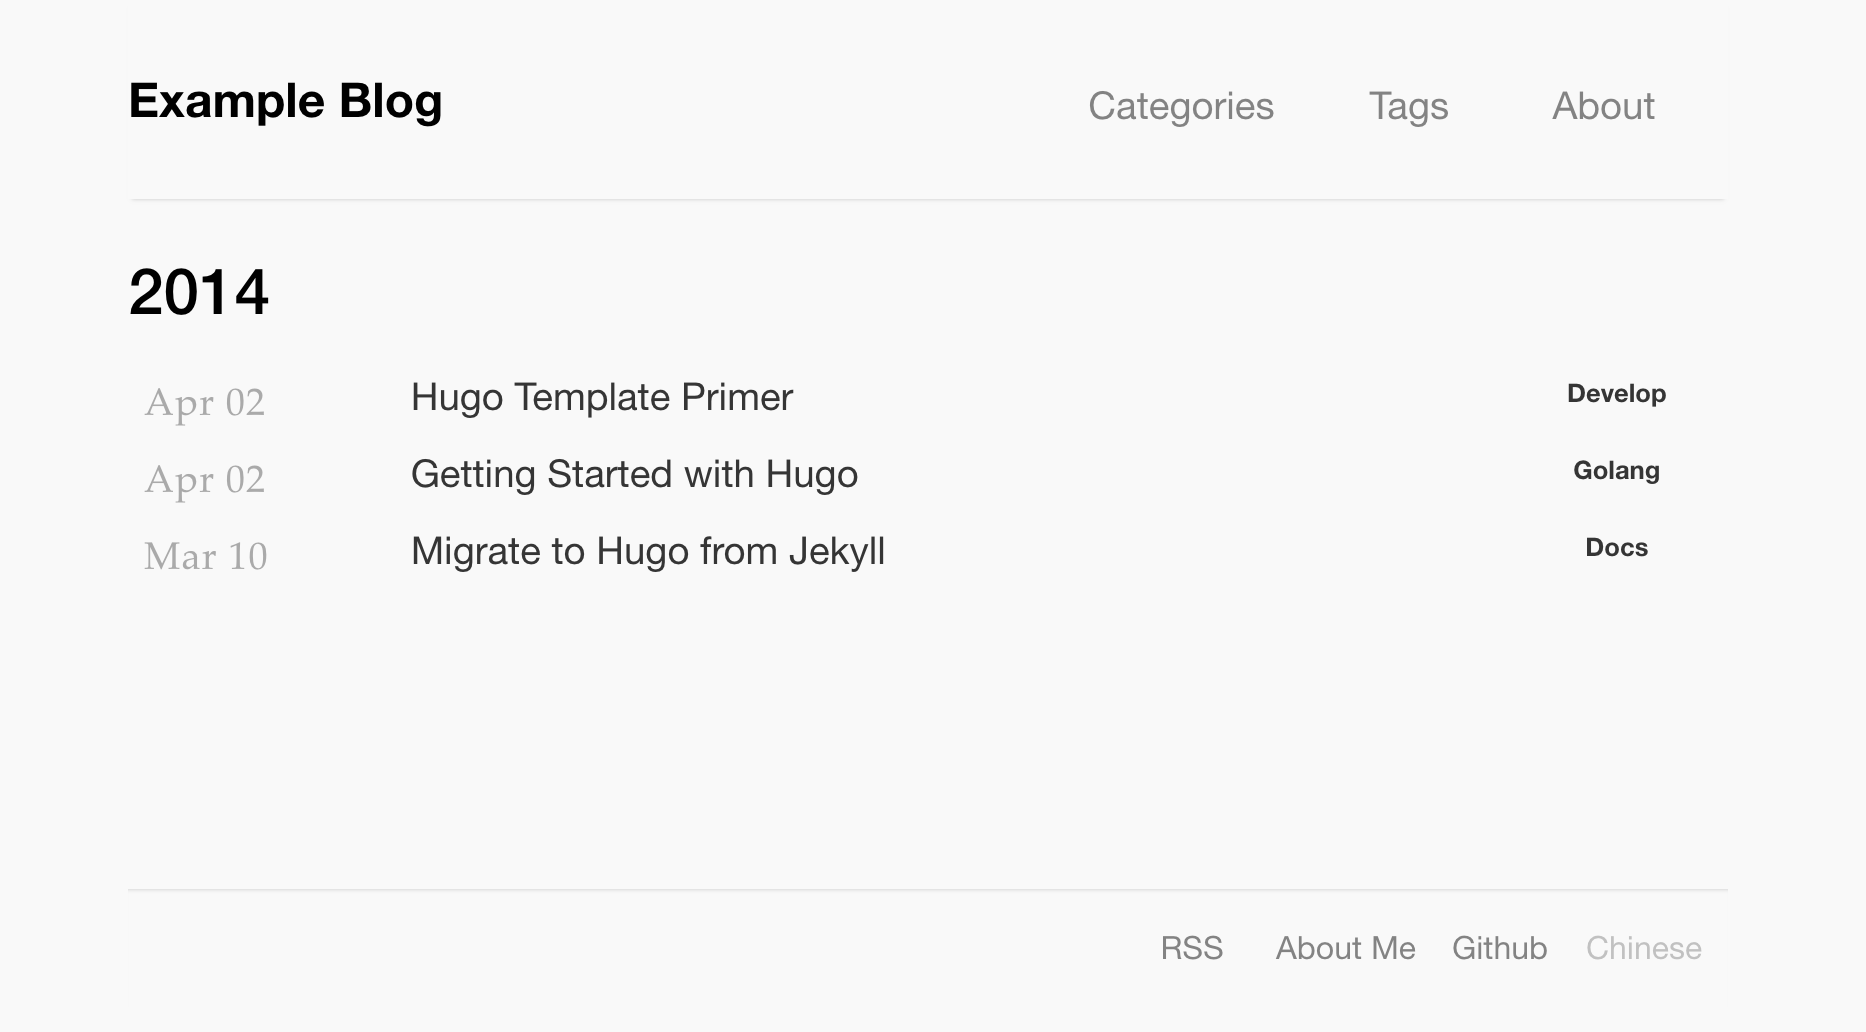 Example Blog Categories Tags About
2014
Apr 02 Hugo Template Primer Develop
Apr 02 Getting Started with Hugo Golang
Mar 10 Migrate to Hugo from Jekyll Docs
RSS About Me Github Chinese